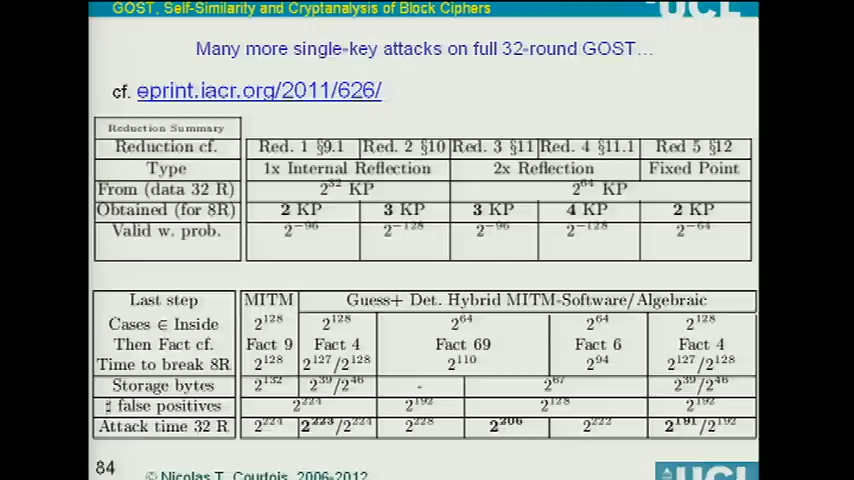 GOST, Self-Similarity and Cryptanalysis of Block Ciphers
UCL
Many more single-key attacks on full 32-round GOST…
cf. eprint.iacr.org/2011/626/
Reduction Summary
Reduction cf. Red. 1 §9.1 Red. 2 §10 Red. 3 §11 Red. 4 §11.1 Red 5 §12
Type 1x Internal Reflection 2x Reflection Fixed Point
From (data 32 R) 2^32 KP 2^64 KP
Obtained (for 8R) 2 KP 3 KP 3 KP 4 KP 2 KP
Valid w. prob. 2^−96 2^−128 2^−96 2^−128 2^−64
Last step MITM Guess+ Det. Hybrid MITM-Software/Algebraic
Cases ∈ Inside 2^128 2^128 2^64 2^64 2^128
Then Fact cf. Fact 9 Fact 4 Fact 69 Fact 6 Fact 4
Time to break 8R 2^128 2^127/2^128 2^110 2^94 2^127/2^128
Storage bytes 2^132 2^39/2^46 - 2^67 2^39/2^46
♯ false positives 2^224 2^192 2^128 2^192
Attack time 32 R 2^224 2^223/2^224 2^228 2^206 2^222 2^191/2^192
84
© Nicolas T. Courtois, 2006-2012
UCL